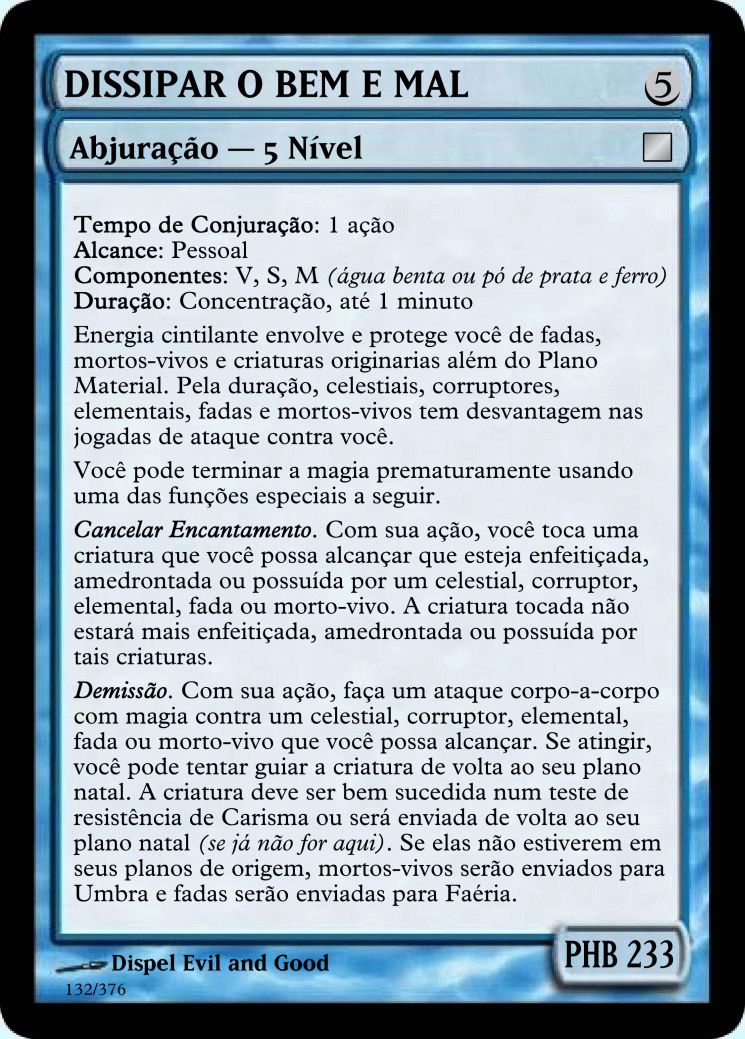 DISSIPAR O BEM E MAL
5
Abjuração — 5 Nível
Tempo de Conjuração: 1 ação
Alcance: Pessoal
Componentes: V, S, M (água benta ou pó de prata e ferro)
Duração: Concentração, até 1 minuto
Energia cintilante envolve e protege você de fadas,
mortos-vivos e criaturas originarias além do Plano
Material. Pela duração, celestiais, corruptores,
elementais, fadas e mortos-vivos tem desvantagem nas
jogadas de ataque contra você.
Você pode terminar a magia prematuramente usando
uma das funções especiais a seguir.
Cancelar Encantamento. Com sua ação, você toca uma
criatura que você possa alcançar que esteja enfeitiçada,
amedrontada ou possuída por um celestial, corruptor,
elemental, fada ou morto-vivo. A criatura tocada não
estará mais enfeitiçada, amedrontada ou possuída por
tais criaturas.
Demissão. Com sua ação, faça um ataque corpo-a-corpo
com magia contra um celestial, corruptor, elemental,
fada ou morto-vivo que você possa alcançar. Se atingir,
você pode tentar guiar a criatura de volta ao seu plano
natal. A criatura deve ser bem sucedida num teste de
resistência de Carisma ou será enviada de volta ao seu
plano natal (se já não for aqui). Se elas não estiverem em
seus planos de origem, mortos-vivos serão enviados para
Umbra e fadas serão enviadas para Faéria.
Dispel Evil and Good
PHB 233
132/376